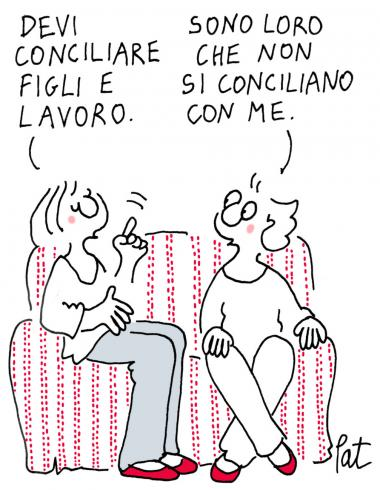 DEVI
CONCILIARE
FIGLI E
LAVORO.
SONO LORO
CHE NON
SI CONCILIANO
CON ME.
Pat